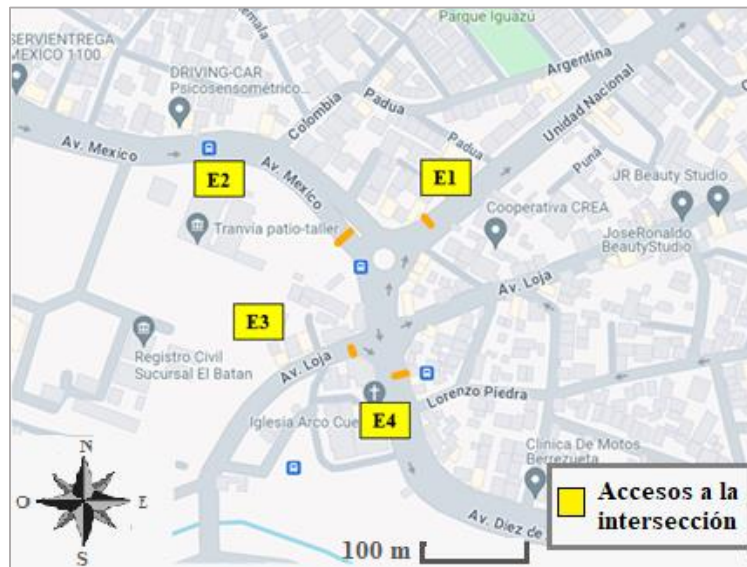 Parque Iguazú
SERVIENTREGA
MEXICO 1100
DRIVING-CAR
Psicosensométrico...
Colombia
Padua
Argentina
Unidad Nacional
Av. Mexico
E2
Av. Mexico
E1
Padua
Puná
JR Beauty Studio
Cooperativa CREA
Tranvía patio-taller
JoseRonaldo
BeautyStudio
Av. Loja
E3
Registro Civil
Sucursal El Batan
Av. Loja
Lorenzo Piedra
Iglesia Arco Cue
E4
Clinica De Motos
Berrezueta
Av. Diez de
N
O
E
S
100 m
Accesos a la
intersección